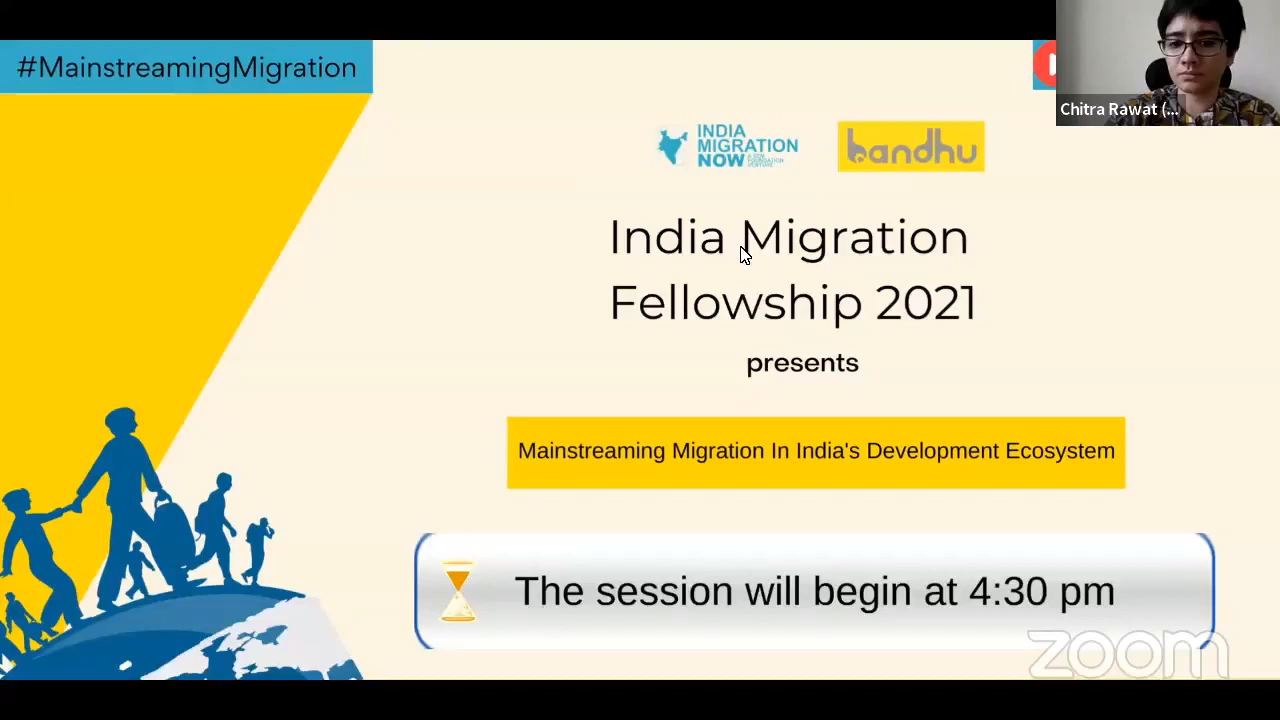 #MainstreamingMigration
Chitra Rawat (...
INDIA
MIGRATION
NOW
bandhu
India Migration
Fellowship 2021
presents
Mainstreaming Migration In India's Development Ecosystem
The session will begin at 4:30 pm
zoom